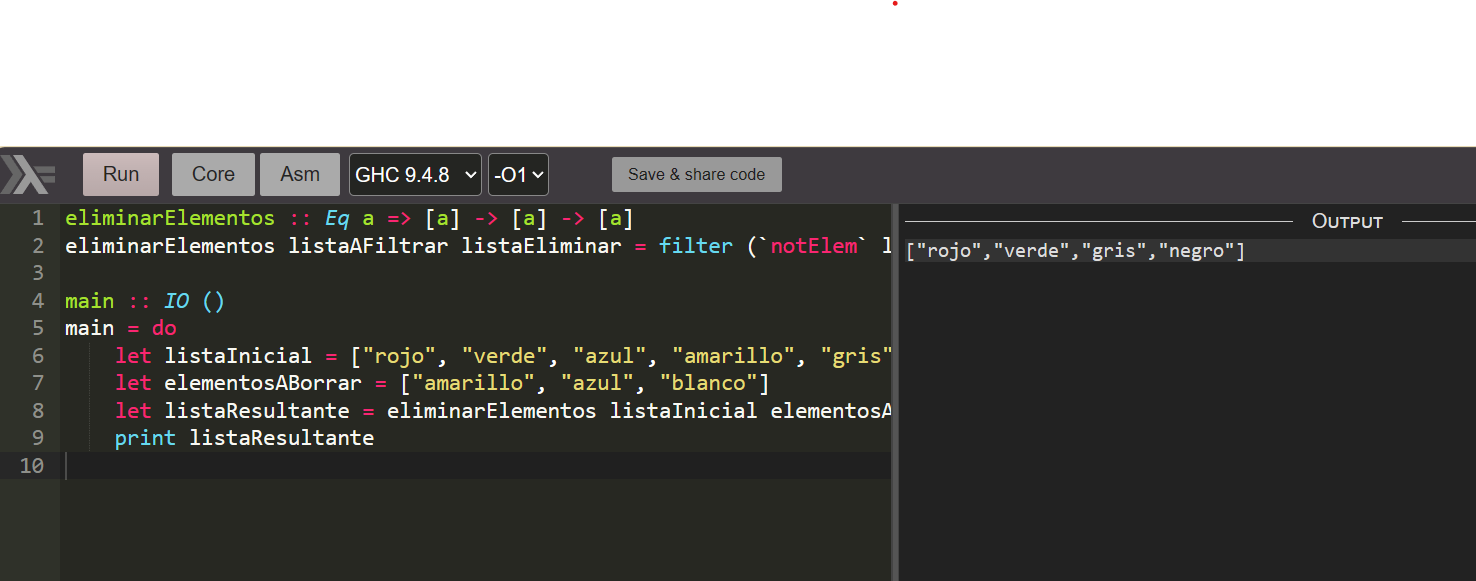 Run Core Asm GHC 9.4.8 -O1 Save & share code
1 eliminarElementos :: Eq a => [a] -> [a] -> [a]
2 eliminarElementos listaAFiltrar listaEliminar = filter (`notElem` l
3
4 main :: IO ()
5 main = do
6 let listaInicial = ["rojo", "verde", "azul", "amarillo", "gris"
7 let elementosABorrar = ["amarillo", "azul", "blanco"]
8 let listaResultante = eliminarElementos listaInicial elementosA
9 print listaResultante
10
OUTPUT
["rojo","verde","gris","negro"]